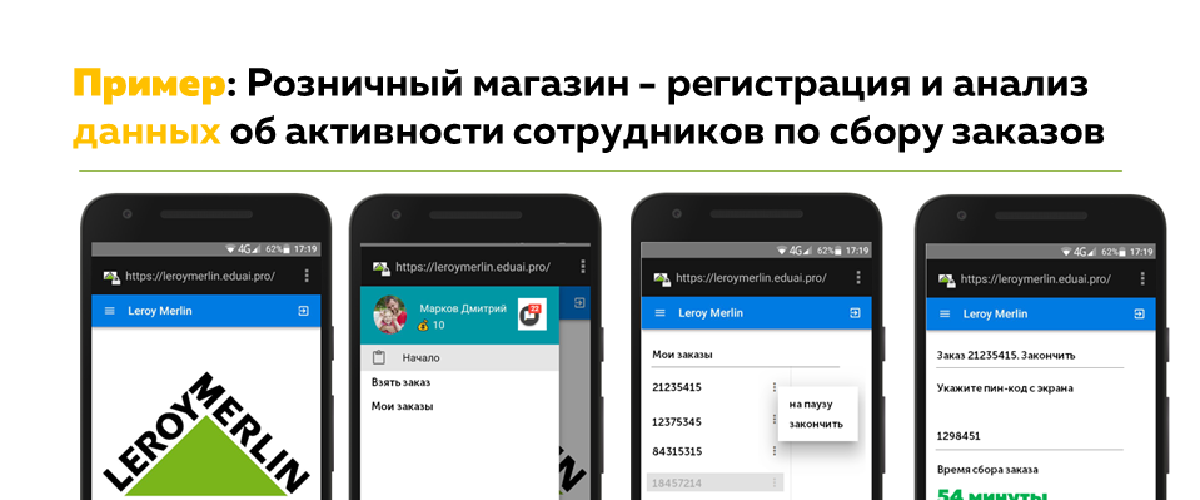 Пример: Розничный магазин – регистрация и анализ
данных об активности сотрудников по сбору заказов
4G 62% 17:19
https://leroymerlin.eduai.pro/
Leroy Merlin
LEROY MERLIN
https://leroymerlin.eduai.pro/
Марков Дмитрий
22
10
Начало
Взять заказ
Мои заказы
4G 62% 17:19
https://leroymerlin.eduai.pro/
Leroy Merlin
Мои заказы
21235415
на паузу
12375345
закончить
84315315
18457214
4G 62% 17:19
https://leroymerlin.eduai.pro/
Leroy Merlin
Заказ 21235415. Закончить
Укажите пин-код с экрана
1298451
Время сбора заказа
54 минуты